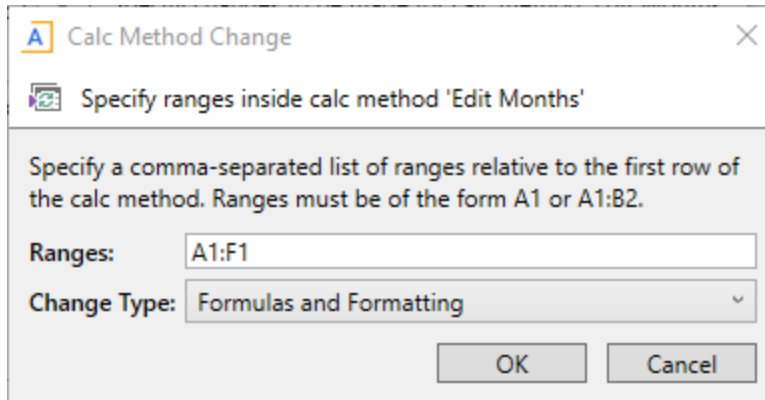 A Calc Method Change
Specify ranges inside calc method 'Edit Months'
Specify a comma-separated list of ranges relative to the first row of
the calc method. Ranges must be of the form A1 or A1:B2.
Ranges: A1:F1
Change Type: Formulas and Formatting
OK Cancel